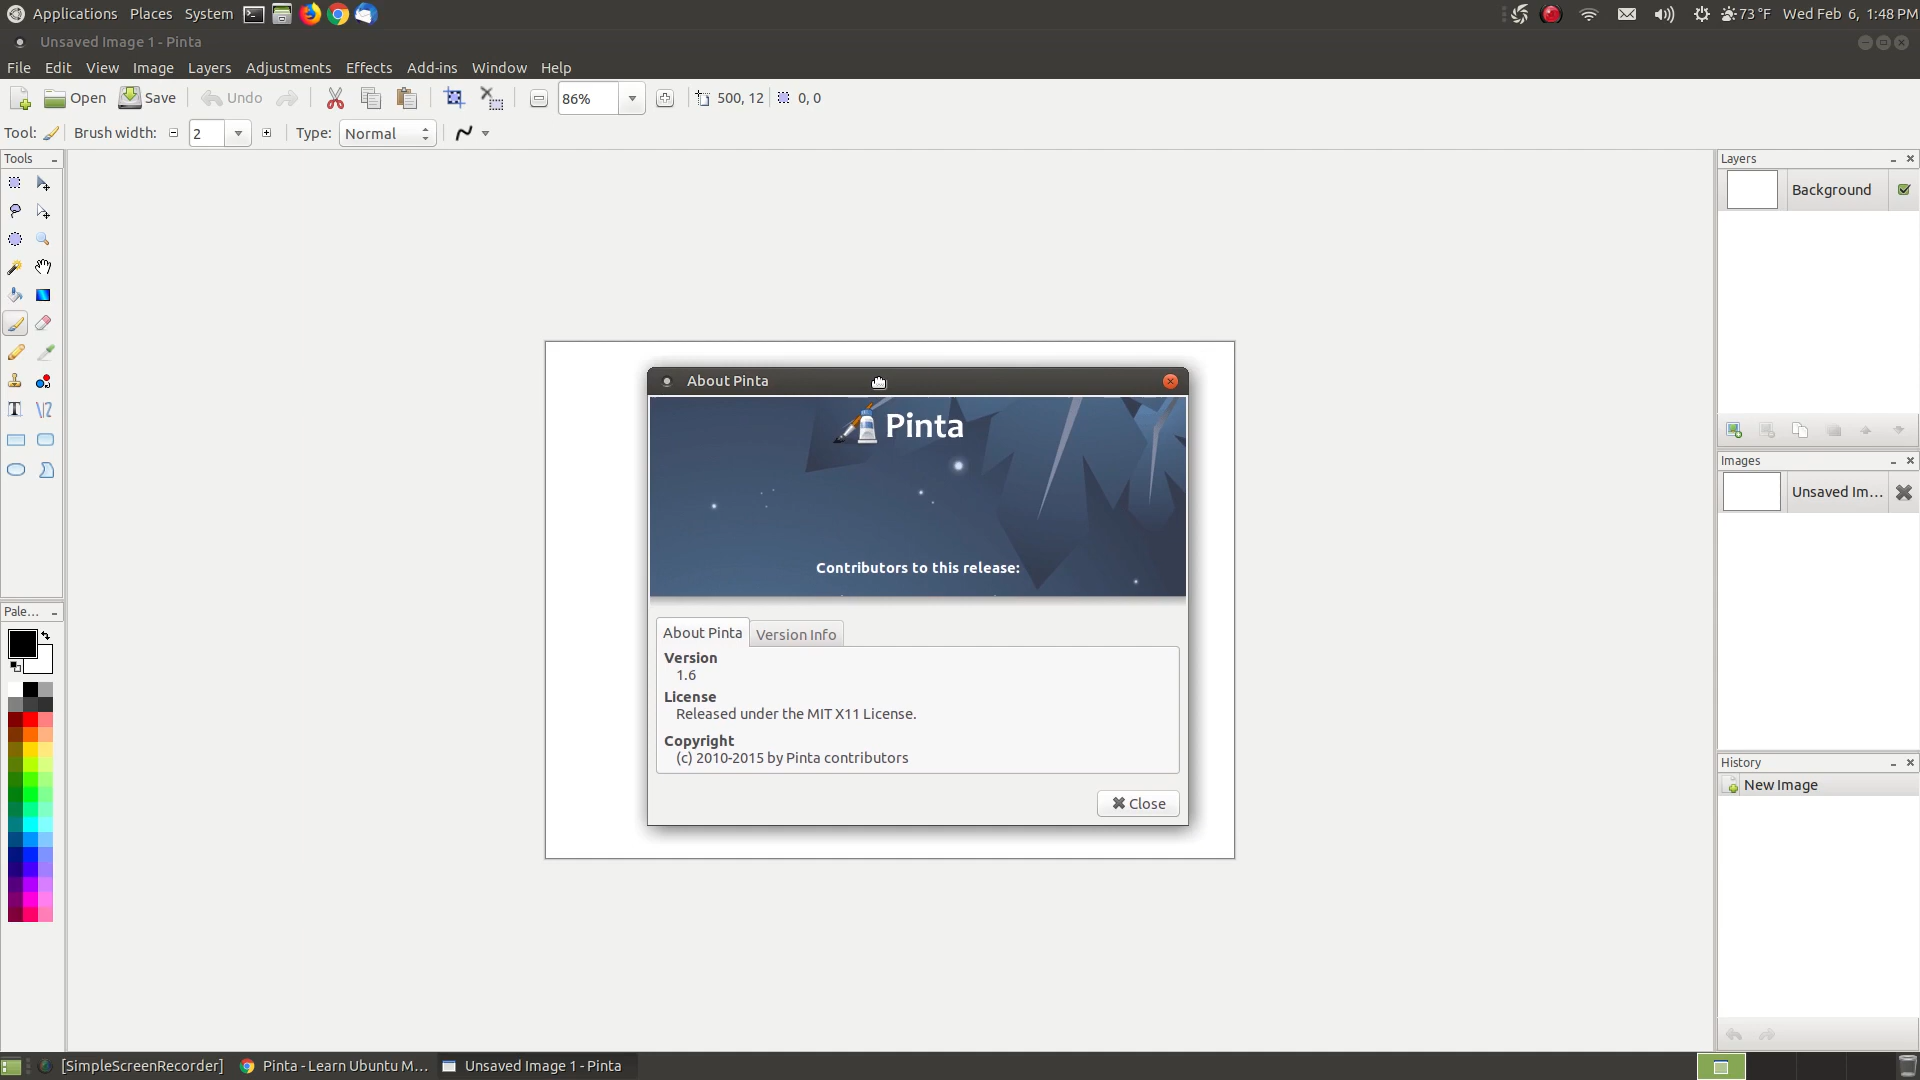 Applications Places System 73 °F Wed Feb 6, 1:48 PM
Unsaved Image 1 - Pinta
File Edit View Image Layers Adjustments Effects Add-ins Window Help
Open Save Undo 86% 500, 12 0, 0
Tool: Brush width: 2 Type: Normal
Tools
Layers
Background
Images
Unsaved Im...
About Pinta
Pinta
Contributors to this release:
About Pinta Version Info
Version
1.6
License
Released under the MIT X11 License.
Copyright
(c) 2010-2015 by Pinta contributors
Close
Pale...
History
New Image
[SimpleScreenRecorder] Pinta - Learn Ubuntu M... Unsaved Image 1 - Pinta